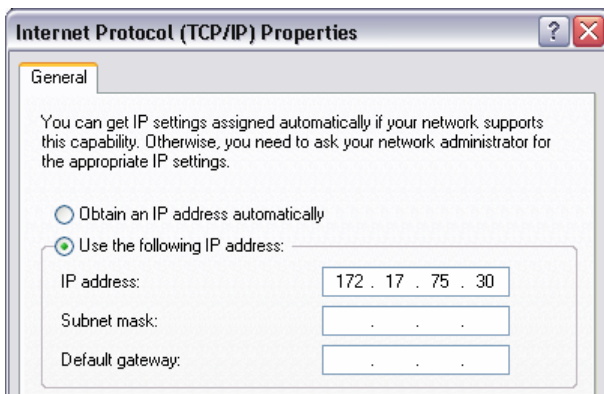 Internet Protocol (TCP/IP) Properties
General
You can get IP settings assigned automatically if your network supports
this capability. Otherwise, you need to ask your network administrator for
the appropriate IP settings.
Obtain an IP address automatically
Use the following IP address:
IP address: 172 . 17 . 75 . 30
Subnet mask: . . .
Default gateway: . . .